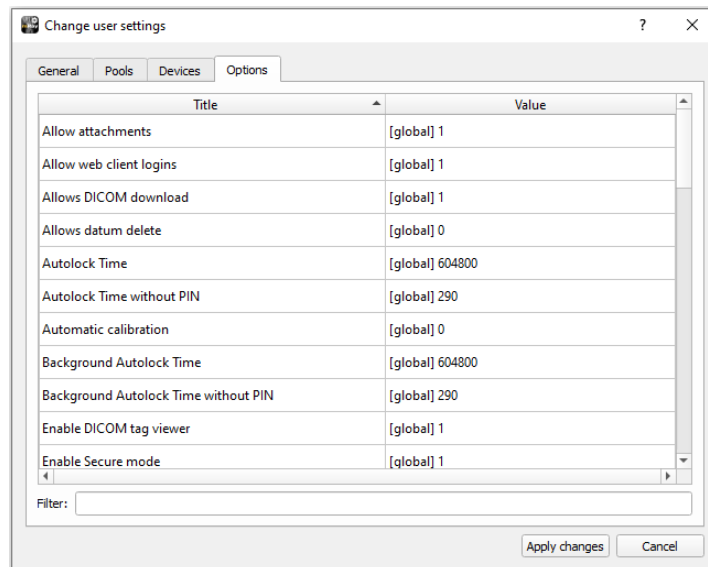 Change user settings ? X
General Pools Devices Options
Title Value
Allow attachments [global] 1
Allow web client logins [global] 1
Allows DICOM download [global] 1
Allows datum delete [global] 0
Autolock Time [global] 604800
Autolock Time without PIN [global] 290
Automatic calibration [global] 0
Background Autolock Time [global] 604800
Background Autolock Time without PIN [global] 290
Enable DICOM tag viewer [global] 1
Enable Secure mode [global] 1
Filter:
Apply changes Cancel